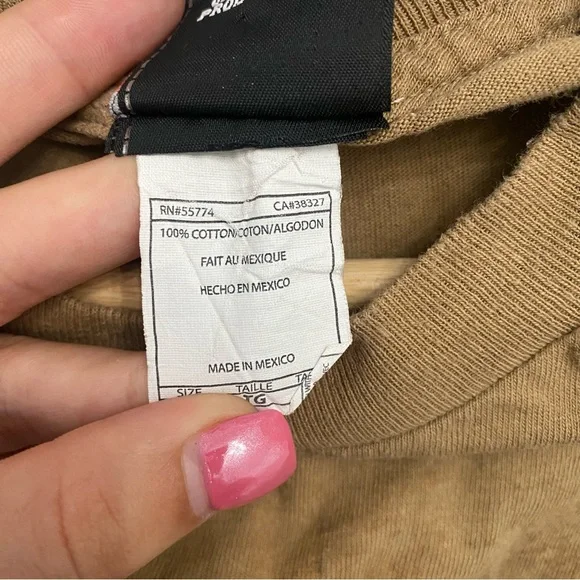 RN#55774 CA#38327
100% COTTON/COTON/ALGODON
FAIT AU MEXIQUE
HECHO EN MEXICO
MADE IN MEXICO
SIZE TAILLE
TG